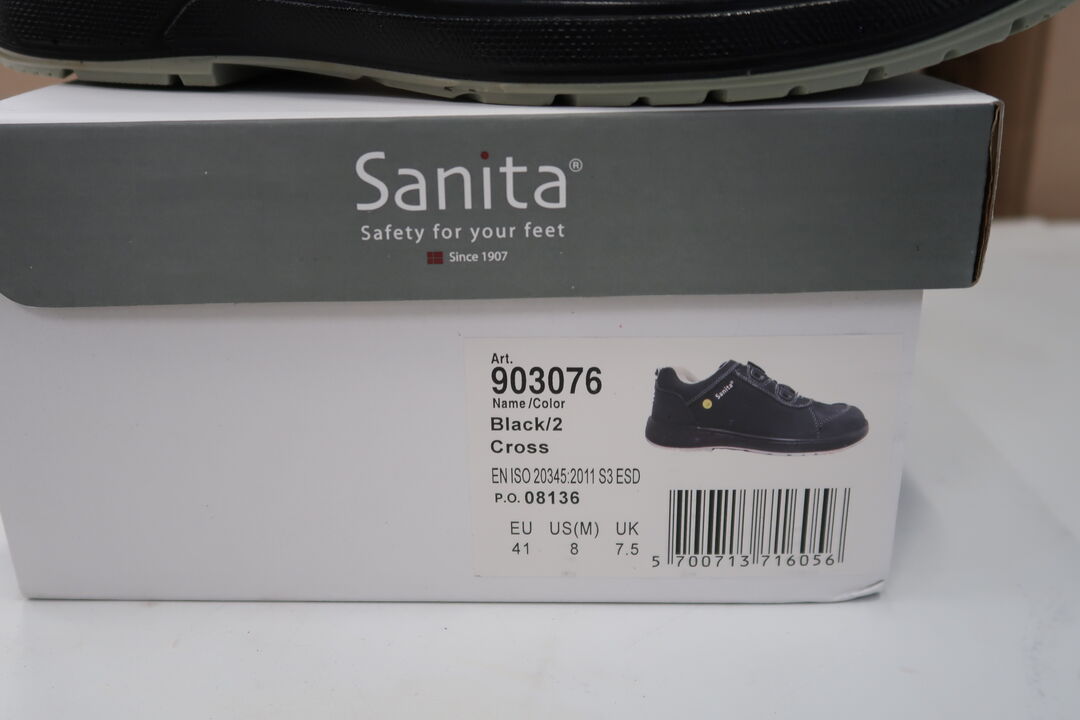 Sanita®
Safety for your feet
Since 1907
Art.
903076
Name/Color
Black/2
Cross
Sanita®
EN ISO 20345:2011 S3 ESD
P.O. 08136
EU US(M) UK
41 8 7.5
5 700713 716056